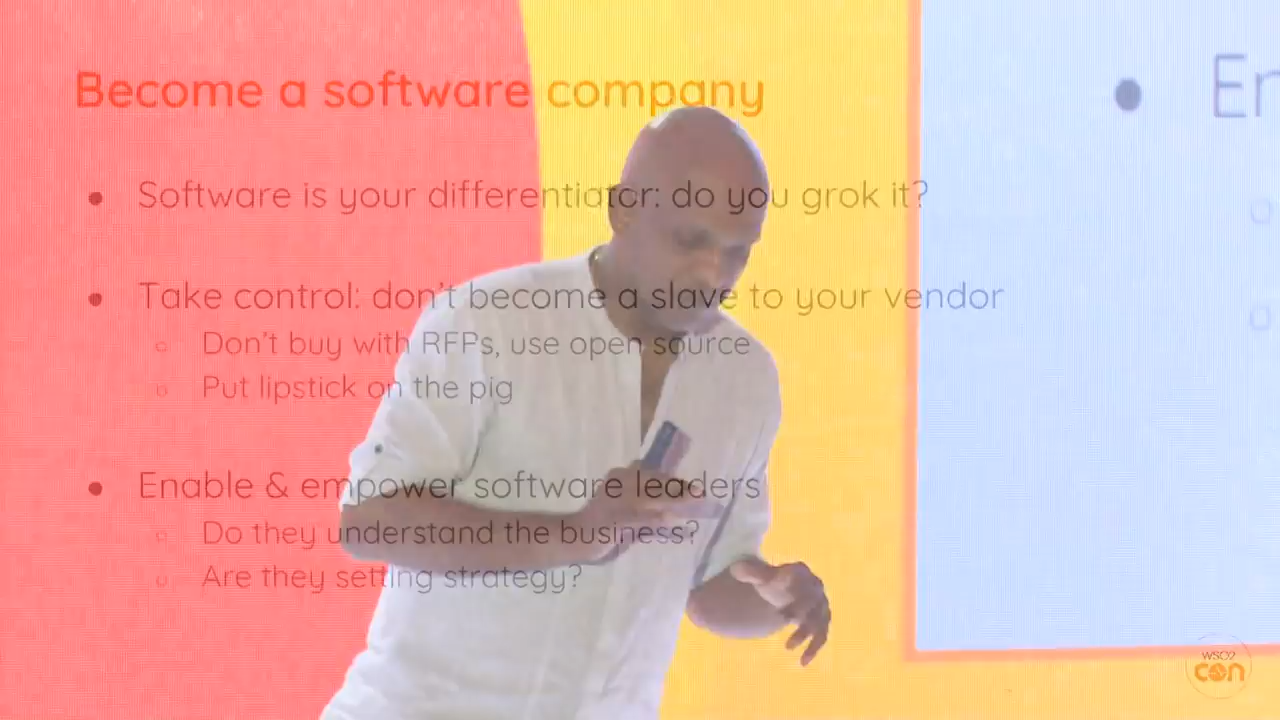 Become a software company
● Software is your differentiator: do you grok it?
● Take control: don't become a slave to your vendor
○ Don't buy with RFPs, use open source
○ Put lipstick on the pig
● Enable & empower software leaders
○ Do they understand the business?
○ Are they setting strategy?
● En
○
○
WSO2
con